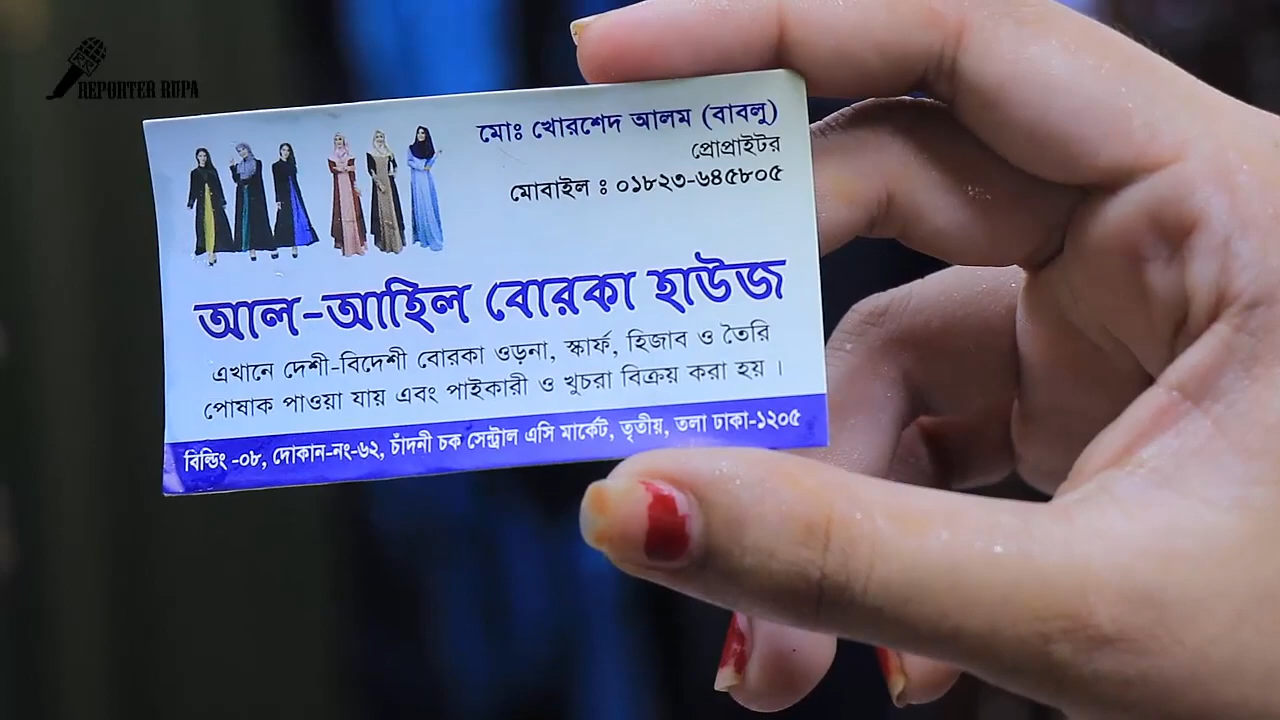 REPORTER RUPA
মোঃ খোরশেদ আলম (বাবলু)
প্রোপ্রাইটর
মোবাইল : ০১৮২৩-৬৪৫৮০৫
আল-আহিল বোরকা হাউজ
এখানে দেশী-বিদেশী বোরকা ওড়না, স্কার্ফ, হিজাব ও তৈরি
পোষাক পাওয়া যায় এবং পাইকারী ও খুচরা বিক্রয় করা হয় ।
বিল্ডিং -০৮, দোকান-নং-৬২, চাঁদনী চক সেন্ট্রাল এসি মার্কেট, তৃতীয়, তলা ঢাকা-১২০৫